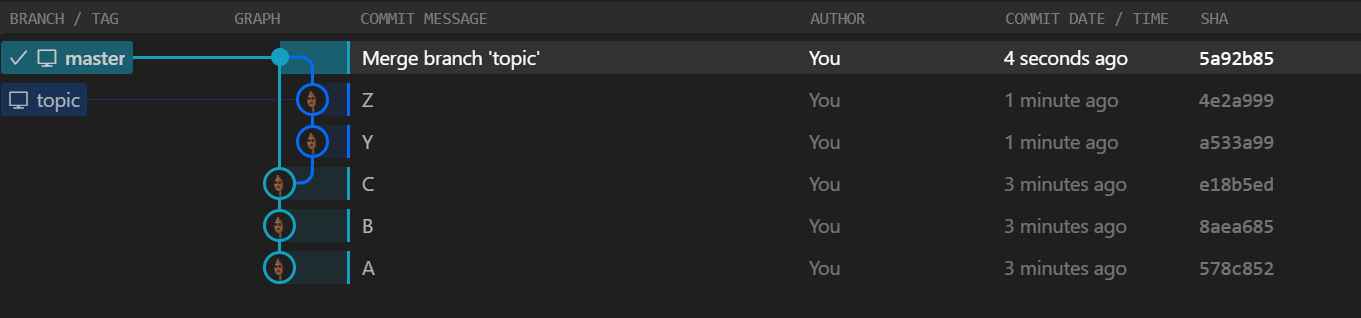 BRANCH / TAG GRAPH COMMIT MESSAGE AUTHOR COMMIT DATE / TIME SHA
master Merge branch 'topic' You 4 seconds ago 5a92b85
topic Z You 1 minute ago 4e2a999
Y You 1 minute ago a533a99
C You 3 minutes ago e18b5ed
B You 3 minutes ago 8aea685
A You 3 minutes ago 578c852